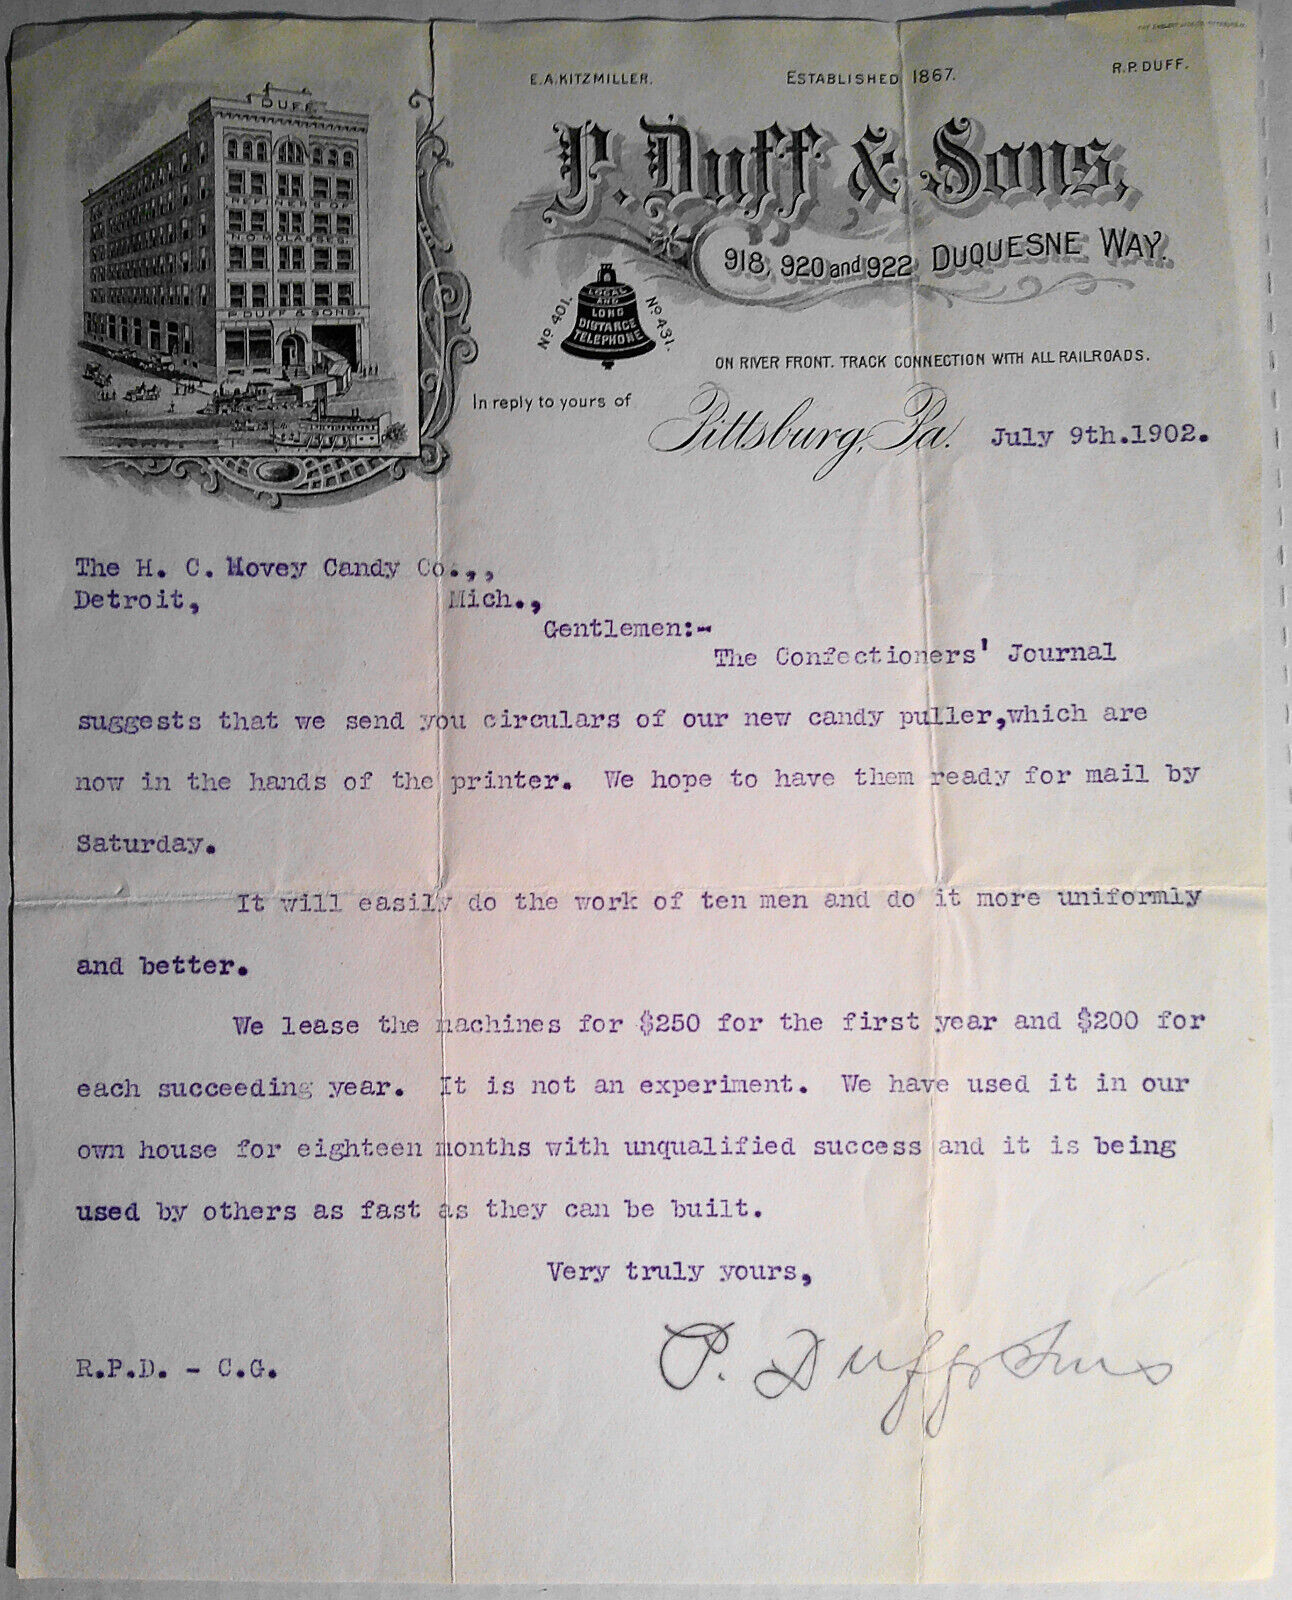 E.A. KITZMILLER.
ESTABLISHED 1867.
R.P. DUFF.
P. Duff & Sons,
918, 920 and 922 DUQUESNE WAY.
DUFF
REFINERS OF
N.O. MOLASSES.
P. DUFF & SONS.
No 401.
LOCAL
AND
LONG
DISTANCE
TELEPHONE
No 431.
ON RIVER FRONT. TRACK CONNECTION WITH ALL RAILROADS.
In reply to yours of
Pittsburg, Pa. July 9th.1902.
The H. C. Movey Candy Co.,,
Detroit, Mich.,
Gentlemen:-
The Confectioners' Journal
suggests that we send you circulars of our new candy puller,which are
now in the hands of the printer. We hope to have them ready for mail by
Saturday.
It will easily do the work of ten men and do it more uniformly
and better.
We lease the machines for $250 for the first year and $200 for
each succeeding year. It is not an experiment. We have used it in our
own house for eighteen months with unqualified success and it is being
used by others as fast as they can be built.
Very truly yours,
P. Duff & Sons
R.P.D. - C.G.